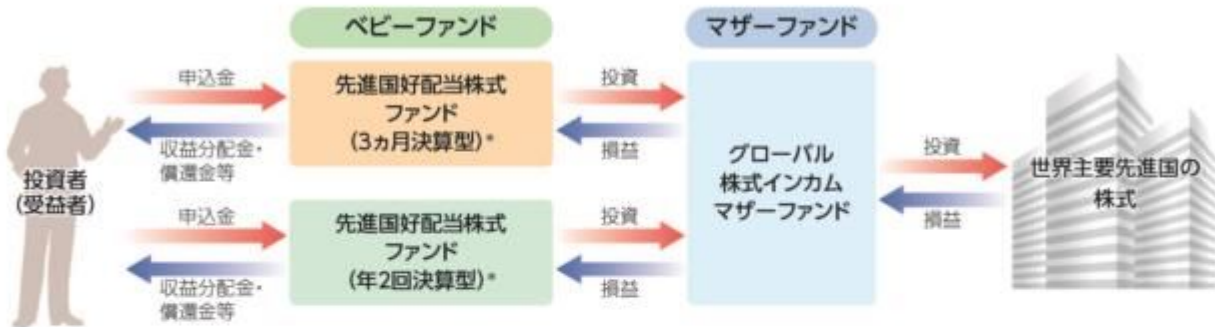 ベビーファンド
マザーファンド
申込金
先進国好配当株式
ファンド
(3ヵ月決算型)*
投資
収益分配金・
償還金等
損益
投資者
(受益者)
グローバル
株式インカム
マザーファンド
投資
世界主要先進国の
株式
損益
申込金
先進国好配当株式
ファンド
(年2回決算型)*
投資
収益分配金・
償還金等
損益